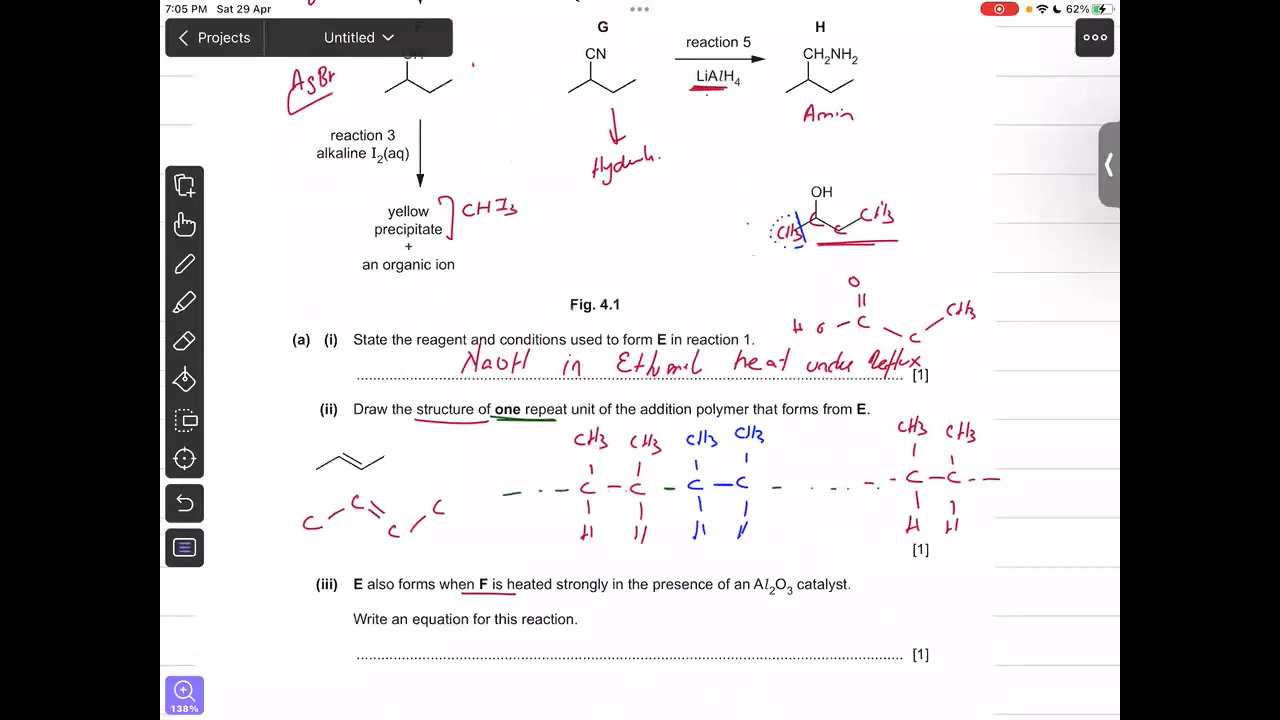 7:05 PM Sat 29 Apr
62%
Projects
Untitled
AgBr
G
CN
reaction 5
LiAlH4
H
CH2NH2
Amin
reaction 3
alkaline I2(aq)
yellow
precipitate
+
an organic ion
CHI3
OH
CH3 C C CH3
Fig. 4.1
O
H O C C CH3
(a) (i) State the reagent and conditions used to form E in reaction 1.
NaOH in heat under Reflux
[1]
(ii) Draw the structure of one repeat unit of the addition polymer that forms from E.
CH3 CH3 CH3 CH3 CH3 CH3
C C C C C C
H H H H H H
C C C C
[1]
(iii) E also forms when F is heated strongly in the presence of an Al2O3 catalyst.
Write an equation for this reaction.
[1]
138%